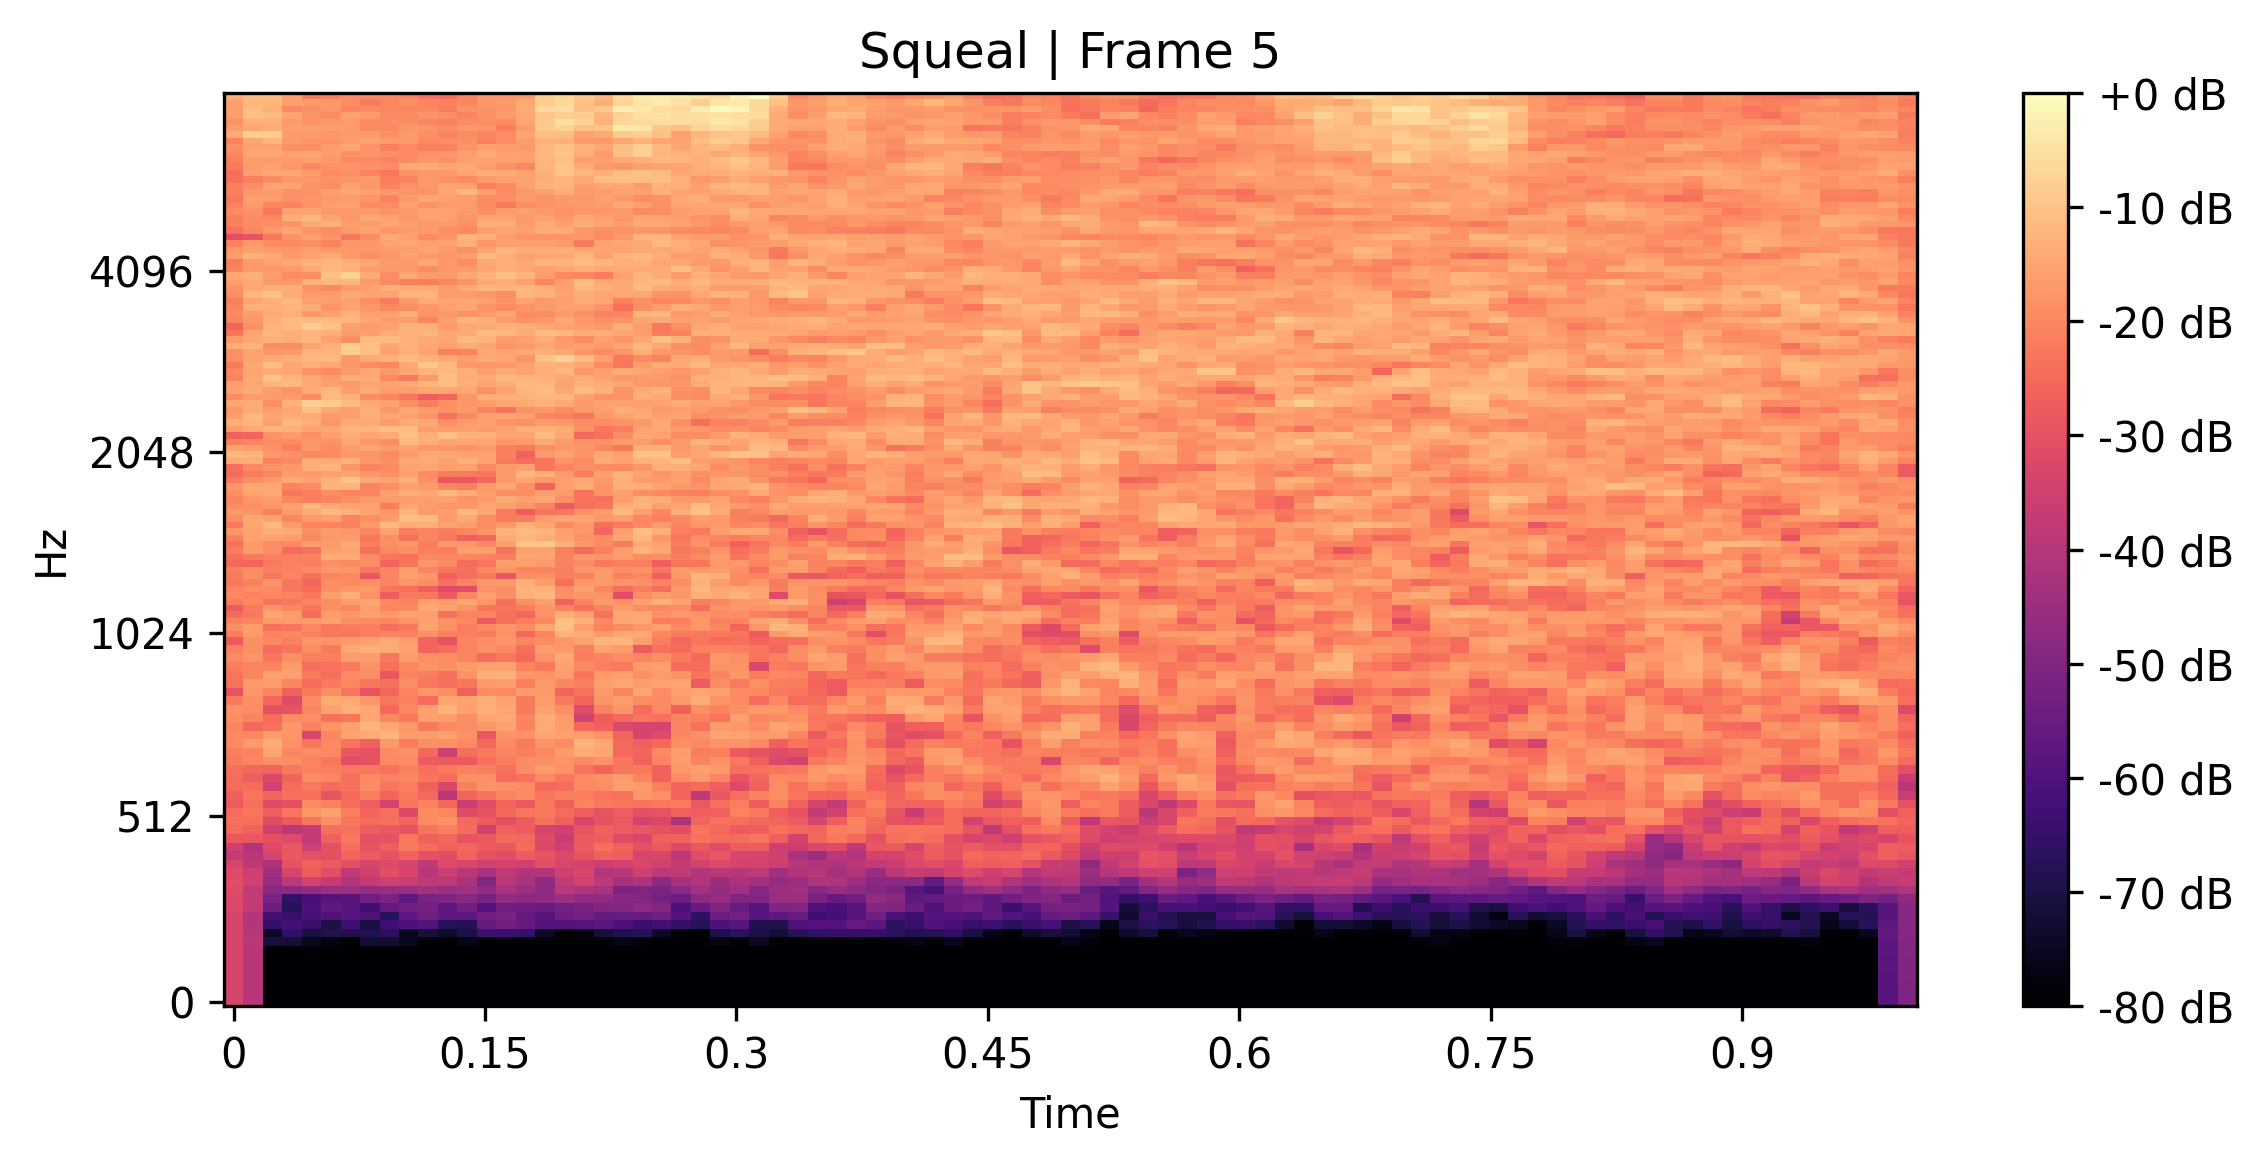 Squeal | Frame 5
Hz
4096
2048
1024
512
0
0 0.15 0.3 0.45 0.6 0.75 0.9
Time
+0 dB
-10 dB
-20 dB
-30 dB
-40 dB
-50 dB
-60 dB
-70 dB
-80 dB